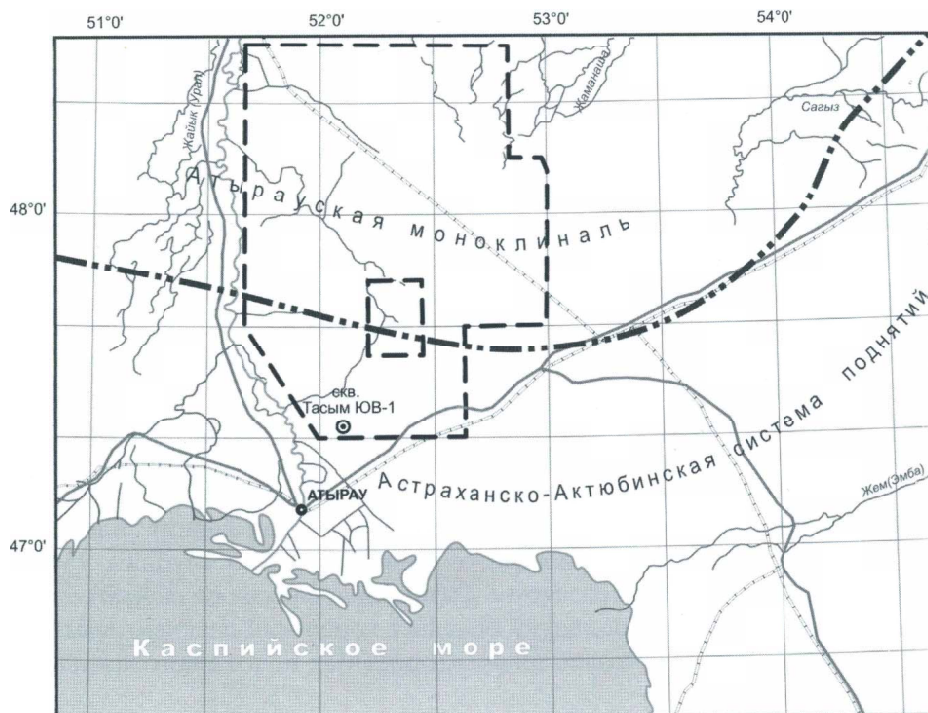 51°0'
52°0'
53°0'
54°0'
Жайык (Урал)
Жаманаша
Сагыз
48°0'
Атырауская моноклиналь
скв.
Тасым ЮВ-1
Астраханско-Актюбинская система поднятий
Жем(Эмба)
АТЫРАУ
47°0'
Каспийское море